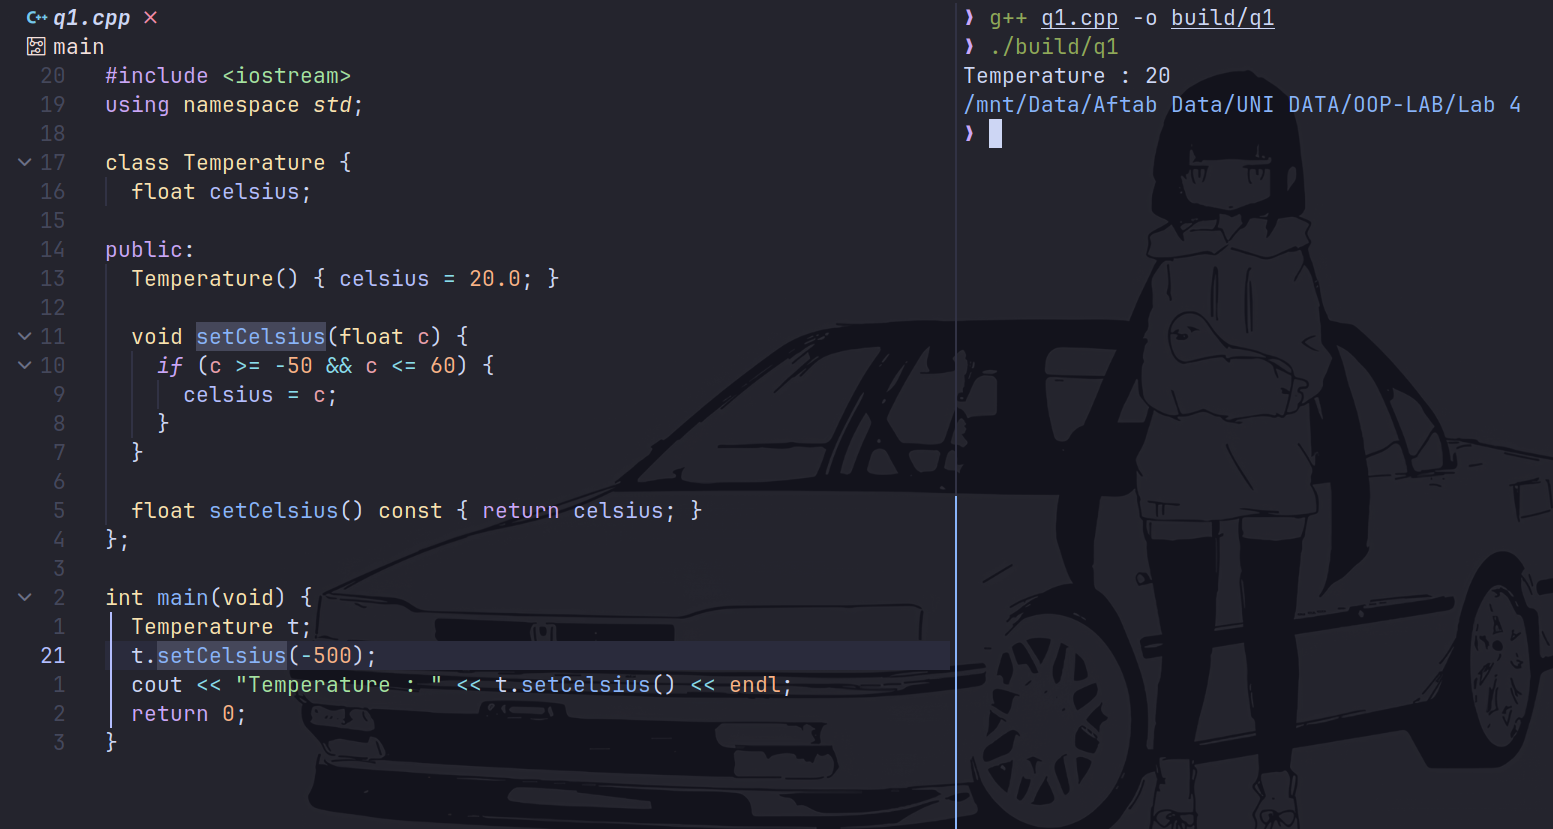 q1.cpp ×
main
20 #include <iostream>
19 using namespace std;
18
17 class Temperature {
16 float celsius;
15
14 public:
13 Temperature() { celsius = 20.0; }
12
11 void setCelsius(float c) {
10 if (c >= -50 && c <= 60) {
9 celsius = c;
8 }
7 }
6
5 float setCelsius() const { return celsius; }
4 };
3
2 int main(void) {
1 Temperature t;
21 t.setCelsius(-500);
1 cout << "Temperature : " << t.setCelsius() << endl;
2 return 0;
3 }
❱ g++ q1.cpp -o build/q1
❱ ./build/q1
Temperature : 20
/mnt/Data/Aftab Data/UNI DATA/OOP-LAB/Lab 4
❱